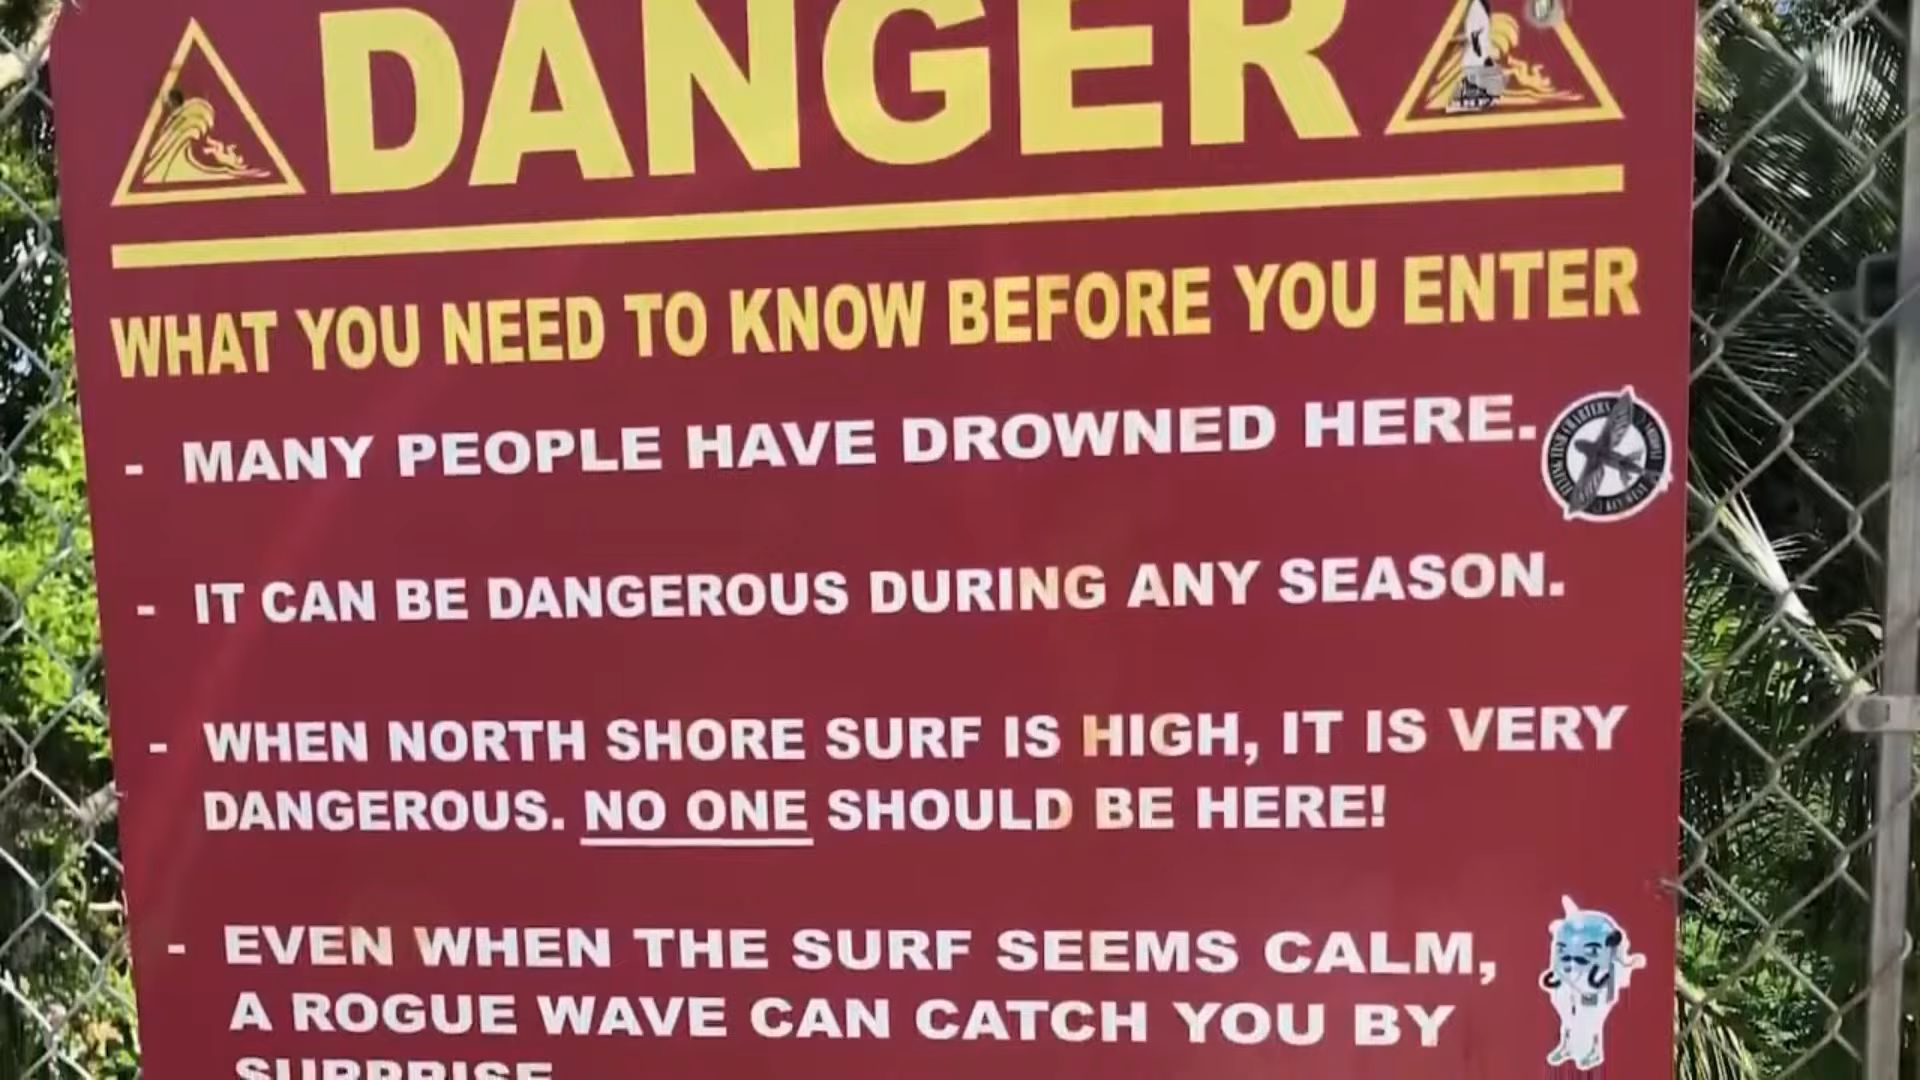 DANGER
WHAT YOU NEED TO KNOW BEFORE YOU ENTER
- MANY PEOPLE HAVE DROWNED HERE.
- IT CAN BE DANGEROUS DURING ANY SEASON.
- WHEN NORTH SHORE SURF IS HIGH, IT IS VERY
DANGEROUS. NO ONE SHOULD BE HERE!
- EVEN WHEN THE SURF SEEMS CALM,
A ROGUE WAVE CAN CATCH YOU BY
SURPRISE